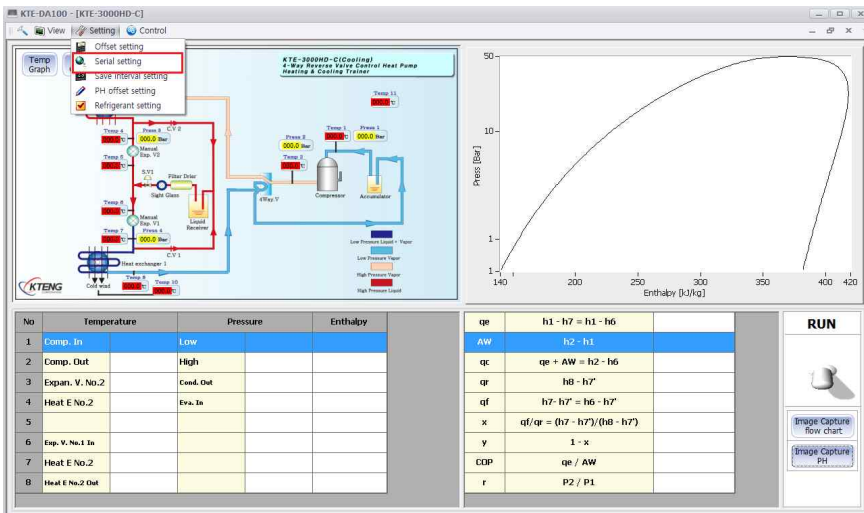 KTE-DA100 - [KTE-3000HD-C]
View Setting Control
Offset setting
Serial setting
Save interval setting
PH offset setting
Refrigerant setting
Temp
Graph
KTE-3000HD-C(Cooling)
4-Way Reverse Valve Control Heat Pump
Heating & Cooling Trainer
Temp 11
Temp 4 Press 3 C.V 2
000.0 Bar
Manual
Exp. V2
Temp 5
S.V1 Filter Drier
Sight Glass
Liquid
Receiver
Temp 6
Manual
Exp. V1
Temp 7 Press 4
000.0 Bar
C.V 1
Heat exchanger 1
Cold wind Temp 9 Temp 10
KTENG
Press 2 Temp 1 Press 1
000.0 Bar 000.0 Bar
4Way.V Compressor Accumulator
Low Pressure Liquid + Vapor
Low Pressure Vapor
High Pressure Vapor
High Pressure Liquid
Press [Bar]
50
10
1
1
140 200 250 300 350 400 420
Enthalpy [kJ/kg]
No Temperature Pressure Enthalpy
1 Comp. In Low
2 Comp. Out High
3 Expan. V. No.2 Cond. Out
4 Heat E No.2 Eva. In
5
6 Exp. V. No.1 In
7 Heat E No.2
8 Heat E No.2 Out
qe h1 - h7 = h1 - h6
AW h2 - h1
qc qe + AW = h2 - h6
qr h8 - h7'
qf h7- h7' = h6 - h7'
x qf/qr = (h7 - h7')/(h8 - h7')
y 1 - x
COP qe / AW
r P2 / P1
RUN
Image Capture
flow chart
Image Capture
PH